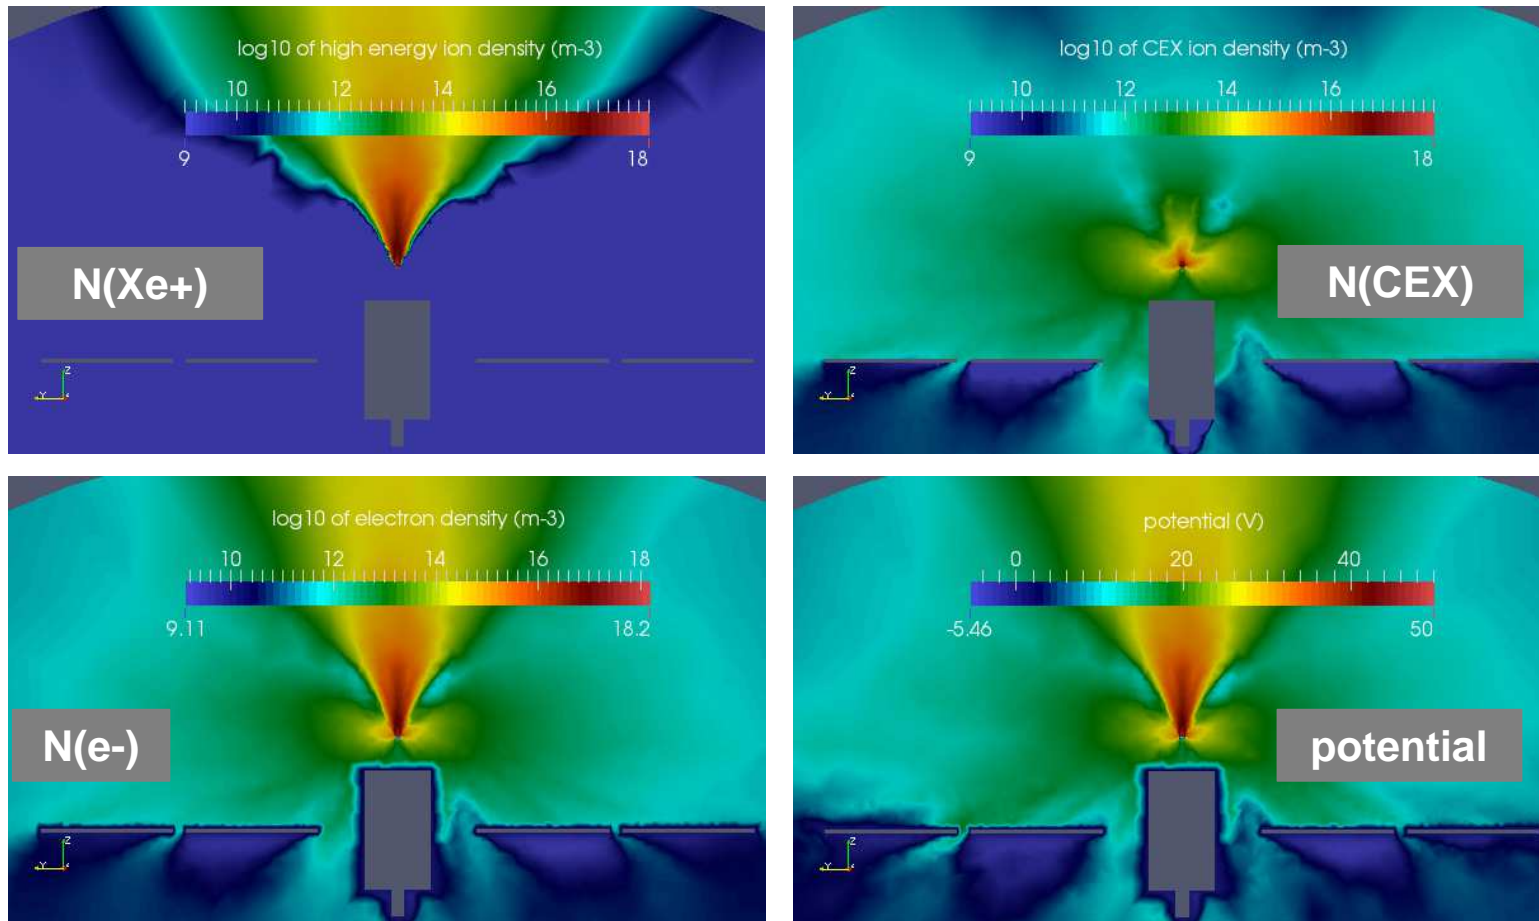 log10 of high energy ion density (m-3)
10 12 14 16
9 18
N(Xe+)
Z
Y
log10 of CEX ion density (m-3)
10 12 14 16
9 18
N(CEX)
Z
Y
log10 of electron density (m-3)
10 12 14 16 18
9.11 18.2
N(e-)
Z
Y
potential (V)
0 20 40
-5.46 50
potential
Z
Y